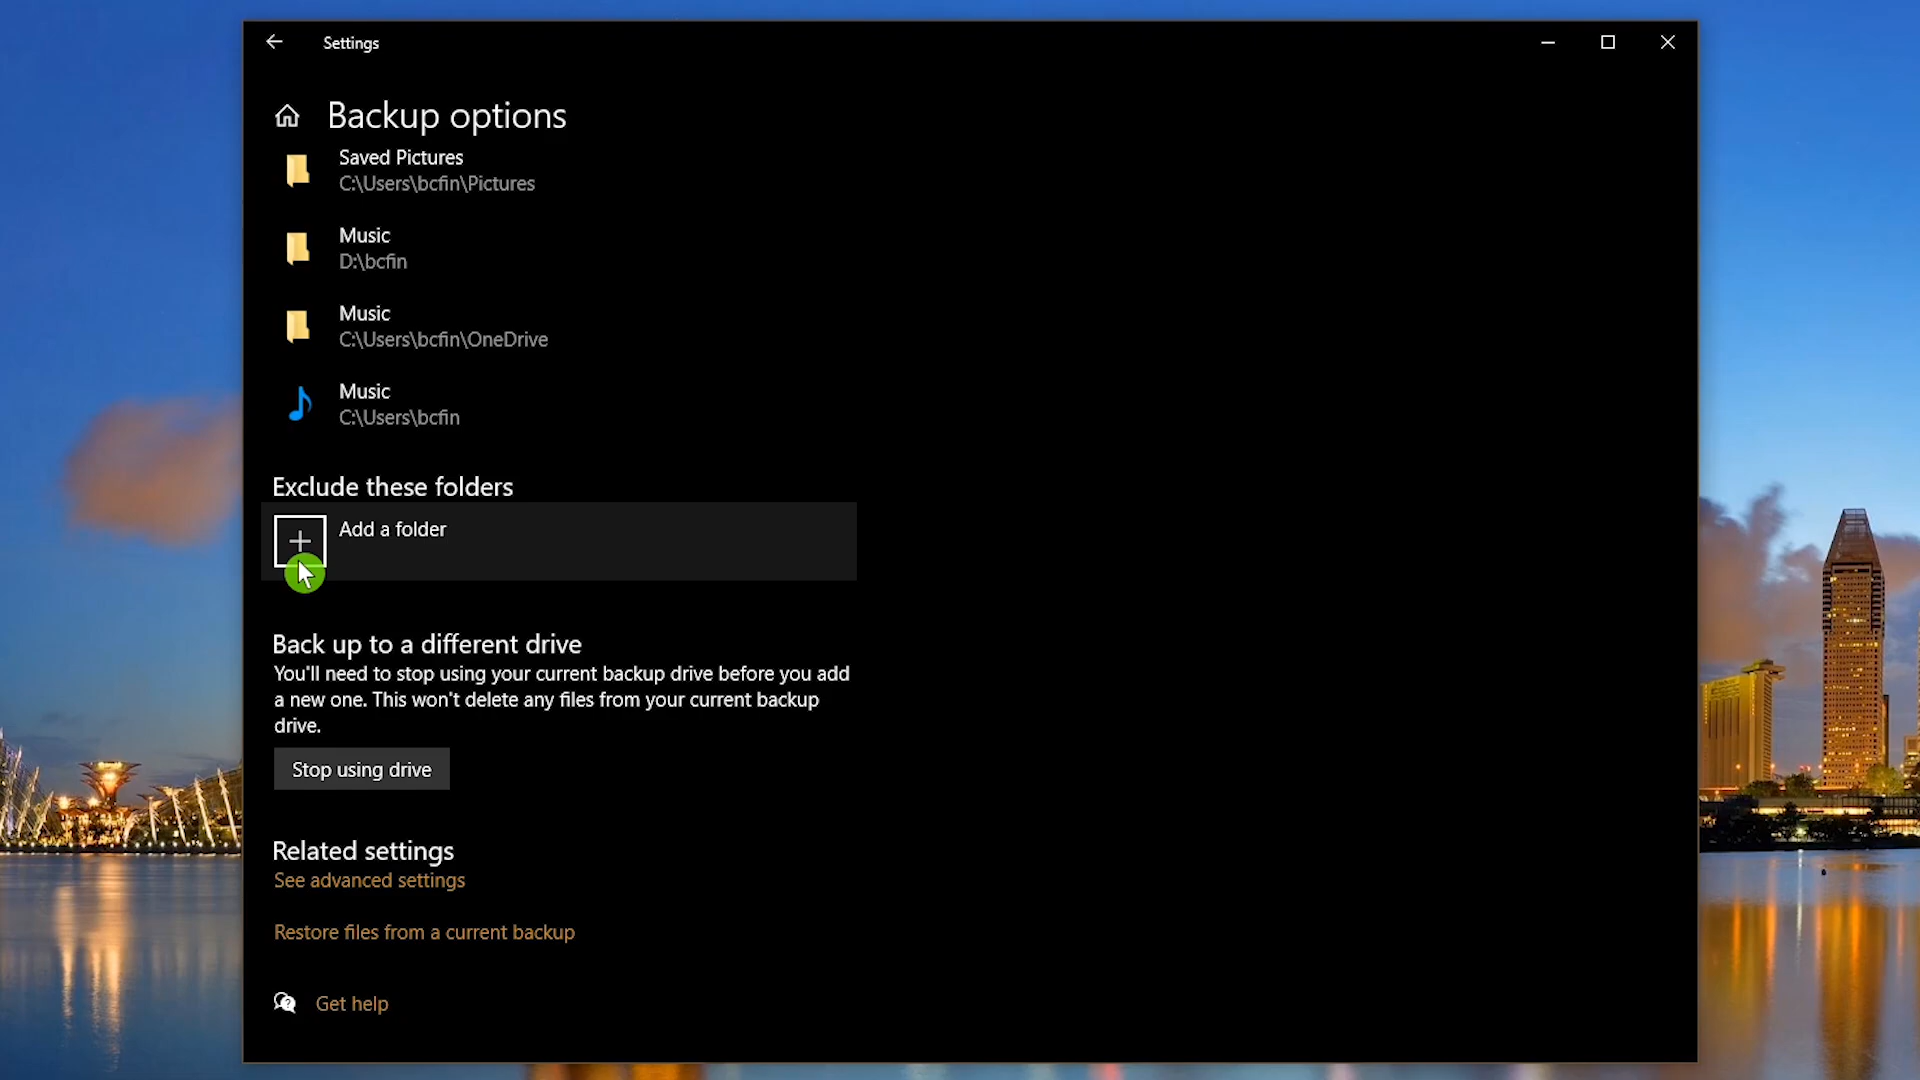 Settings
Backup options
Saved Pictures
C:\Users\bcfin\Pictures
Music
D:\bcfin
Music
C:\Users\bcfin\OneDrive
Music
C:\Users\bcfin
Exclude these folders
Add a folder
Back up to a different drive
You'll need to stop using your current backup drive before you add
a new one. This won't delete any files from your current backup
drive.
Stop using drive
Related settings
See advanced settings
Restore files from a current backup
Get help